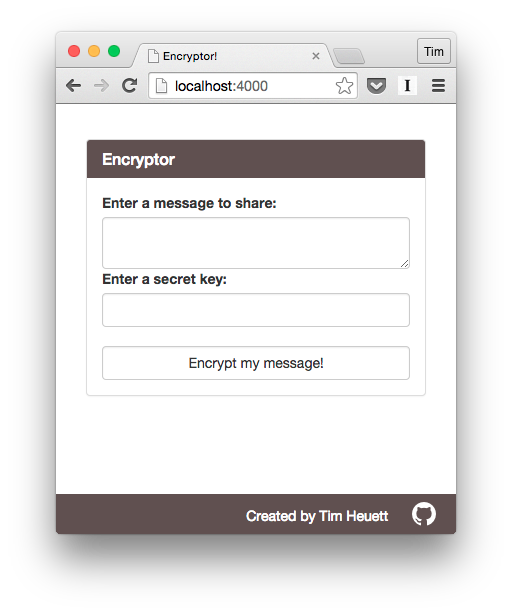 Encryptor!
Tim
localhost:4000
I
Encryptor
Enter a message to share:
Enter a secret key:
Encrypt my message!
Created by Tim Heuett